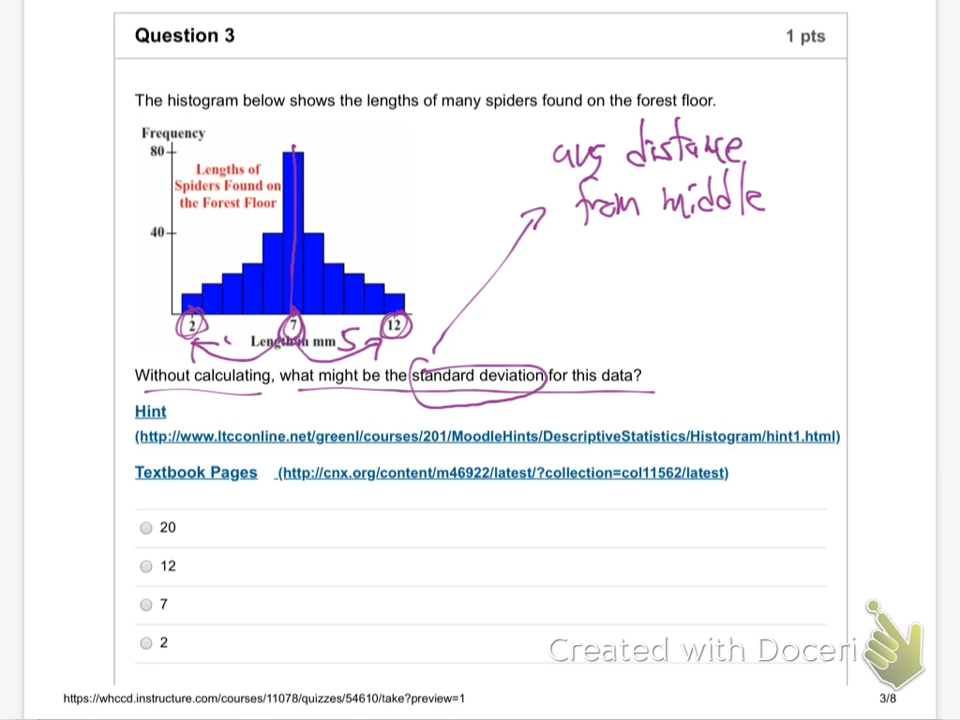 Question 3
1 pts
The histogram below shows the lengths of many spiders found on the forest floor.
Frequency
80
Lengths of
Spiders Found on
the Forest Floor
40
2
7
12
Length in mm
5
avg distance
from middle
Without calculating, what might be the standard deviation for this data?
Hint
(http://www.ltcconline.net/greenl/courses/201/MoodleHints/DescriptiveStatistics/Histogram/hint1.html)
Textbook Pages (http://cnx.org/content/m46922/latest/?collection=col11562/latest)
20
12
7
2
Created with Doceri
https://whccd.instructure.com/courses/11078/quizzes/54610/take?preview=1
3/8